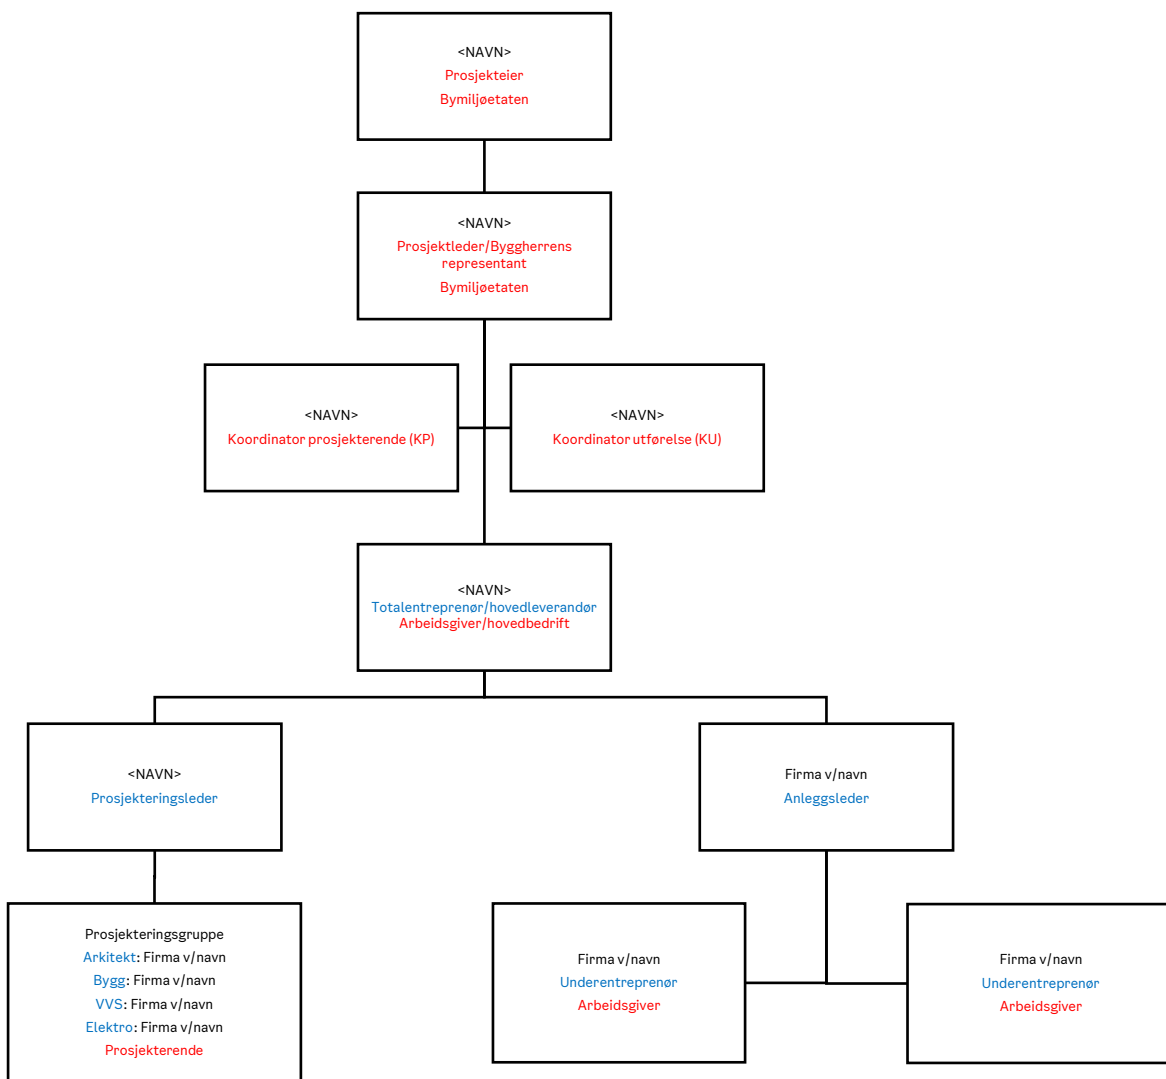 <NAVN>
Prosjekteier
Bymiljøetaten
<NAVN>
Prosjektleder/Byggherrens
representant
Bymiljøetaten
<NAVN>
Koordinator prosjekterende (KP)
<NAVN>
Koordinator utførelse (KU)
<NAVN>
Totalentreprenør/hovedleverandør
Arbeidsgiver/hovedbedrift
<NAVN>
Prosjekteringsleder
Firma v/navn
Anleggsleder
Prosjekteringsgruppe
Arkitekt: Firma v/navn
Bygg: Firma v/navn
VVS: Firma v/navn
Elektro: Firma v/navn
Prosjekterende
Firma v/navn
Underentreprenør
Arbeidsgiver
Firma v/navn
Underentreprenør
Arbeidsgiver